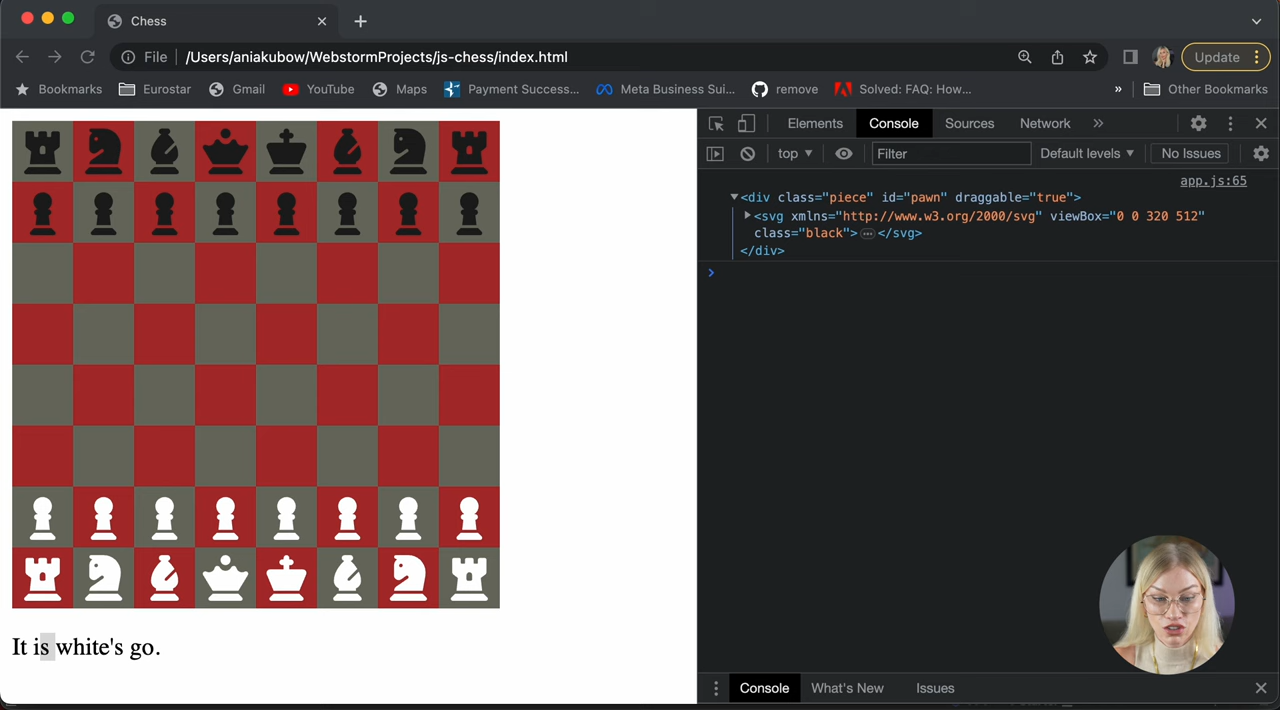 Chess
File
/Users/aniakubow/WebstormProjects/js-chess/index.html
Update
Bookmarks
Eurostar
Gmail
YouTube
Maps
Payment Success...
Meta Business Sui...
remove
Solved: FAQ: How...
»
Other Bookmarks
Elements
Console
Sources
Network
»
top
Filter
Default levels
No Issues
app.js:65
<div class="piece" id="pawn" draggable="true">
<svg xmlns="http://www.w3.org/2000/svg" viewBox="0 0 320 512"
class="black">…</svg>
</div>
It is white's go.
Console
What's New
Issues